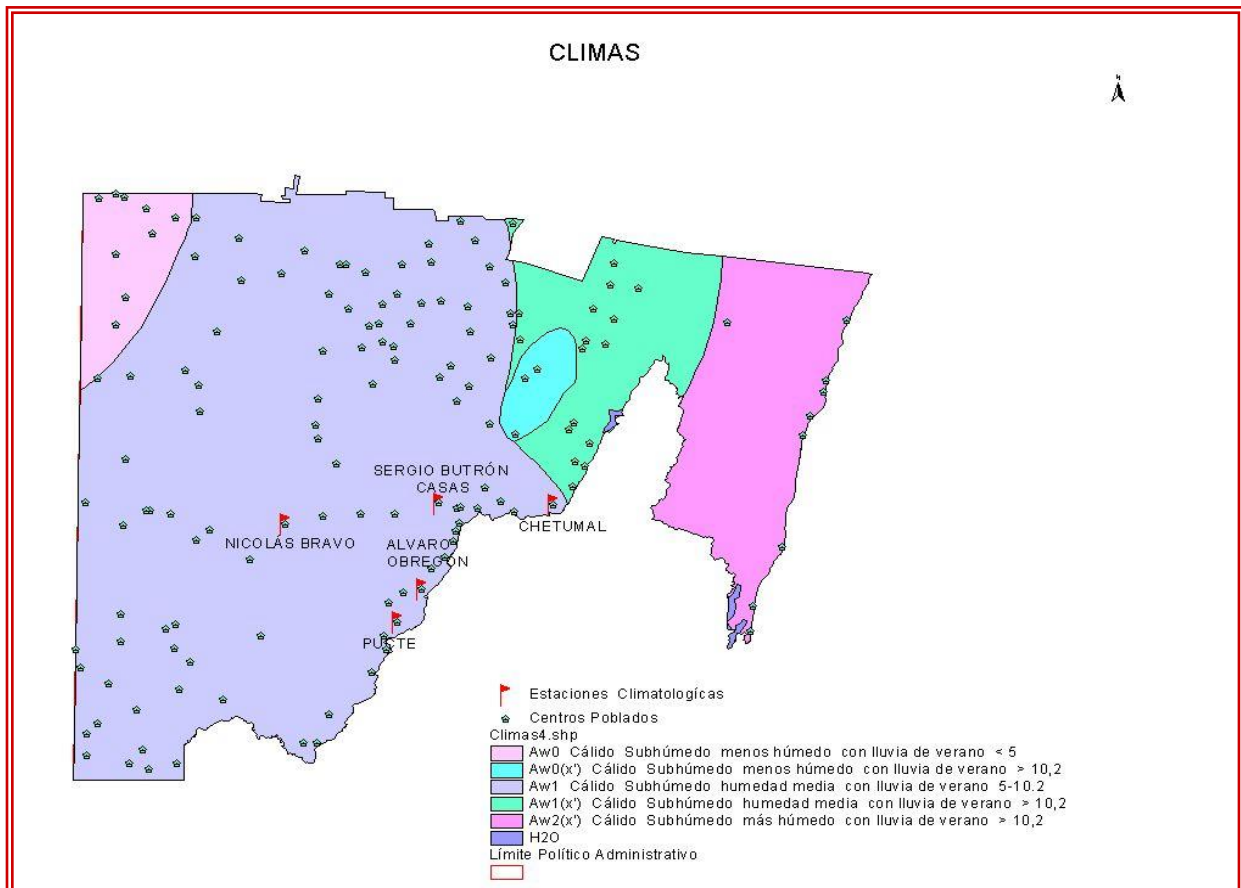 CLIMAS
N
SERGIO BUTRÓN
CASAS
CHETUMAL
NICOLAS BRAVO
ALVARO
OBREGON
PUCTE
Estaciones Climatologícas
Centros Poblados
Climas4.shp
Aw0 Cálido Subhúmedo menos húmedo con lluvia de verano < 5
Aw0(x') Cálido Subhúmedo menos húmedo con lluvia de verano > 10,2
Aw1 Cálido Subhúmedo humedad media con lluvia de verano 5-10.2
Aw1(x') Cálido Subhúmedo humedad media con lluvia de verano > 10,2
Aw2(x') Cálido Subhúmedo más húmedo con lluvia de verano > 10,2
H2O
Límite Político Administrativo